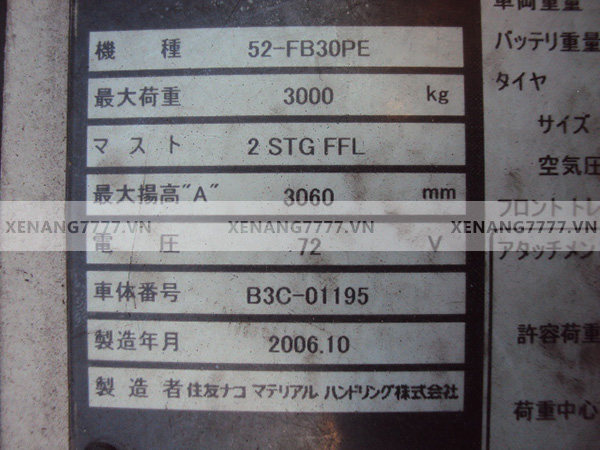 機 種 52-FB30PE
最大荷重 3000 kg
マ ス ト 2 STG FFL
最大揚高"A" 3060 mm
XENANG7777.VN XENANG7777.VN XENANG7777.VN
電 圧 72 V
車体番号 B3C-01195
製造年月 2006.10
製 造 者 住友ナコ マテリアル ハンドリング株式会社
車両重量
バッテリ重量
タイヤ
サイズ
空気圧
フロント トレ
アタッチメン
許容荷重
荷重中心